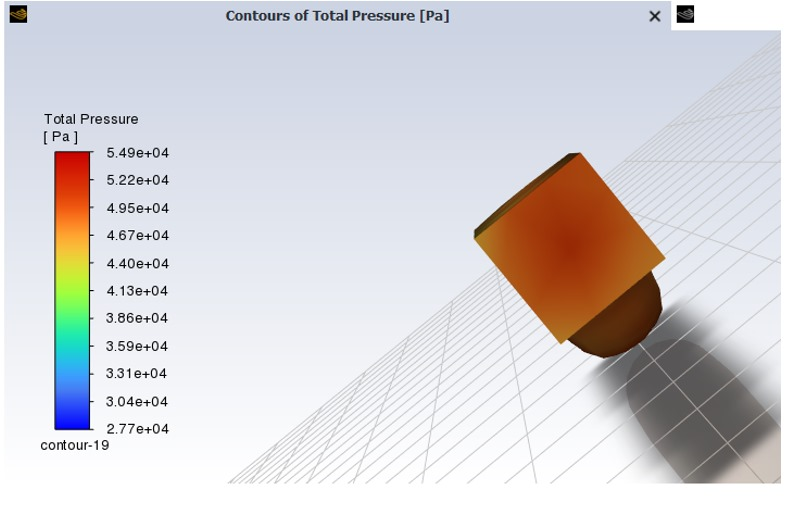 Contours of Total Pressure [Pa]
Total Pressure
[ Pa ]
5.49e+04
5.22e+04
4.95e+04
4.67e+04
4.40e+04
4.13e+04
3.86e+04
3.59e+04
3.31e+04
3.04e+04
2.77e+04
contour-19